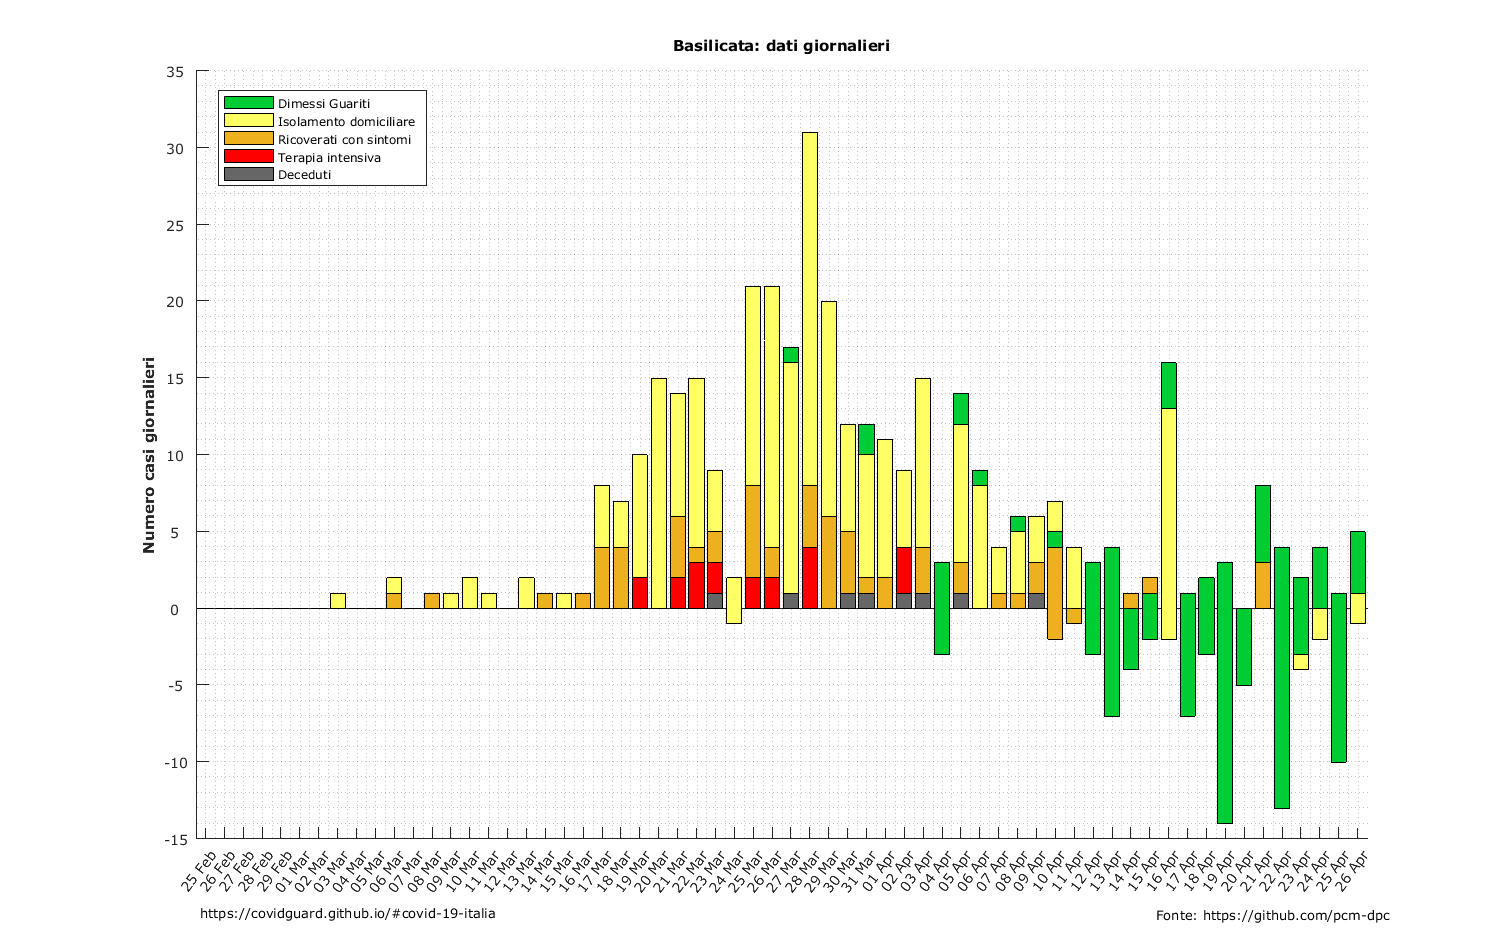 Basilicata: dati giornalieri
35
30
25
20
15
10
5
0
-5
-10
-15
Numero casi giornalieri
Dimessi Guariti
Isolamento domiciliare
Ricoverati con sintomi
Terapia intensiva
Deceduti
25 Feb
26 Feb
27 Feb
28 Feb
29 Feb
01 Mar
02 Mar
03 Mar
04 Mar
05 Mar
06 Mar
07 Mar
08 Mar
09 Mar
10 Mar
11 Mar
12 Mar
13 Mar
14 Mar
15 Mar
16 Mar
17 Mar
18 Mar
19 Mar
20 Mar
21 Mar
22 Mar
23 Mar
24 Mar
25 Mar
26 Mar
27 Mar
28 Mar
29 Mar
30 Mar
31 Mar
01 Apr
02 Apr
03 Apr
04 Apr
05 Apr
06 Apr
07 Apr
08 Apr
09 Apr
10 Apr
11 Apr
12 Apr
13 Apr
14 Apr
15 Apr
16 Apr
17 Apr
18 Apr
19 Apr
20 Apr
21 Apr
22 Apr
23 Apr
24 Apr
25 Apr
26 Apr
https://covidguard.github.io/#covid-19-italia
Fonte: https://github.com/pcm-dpc